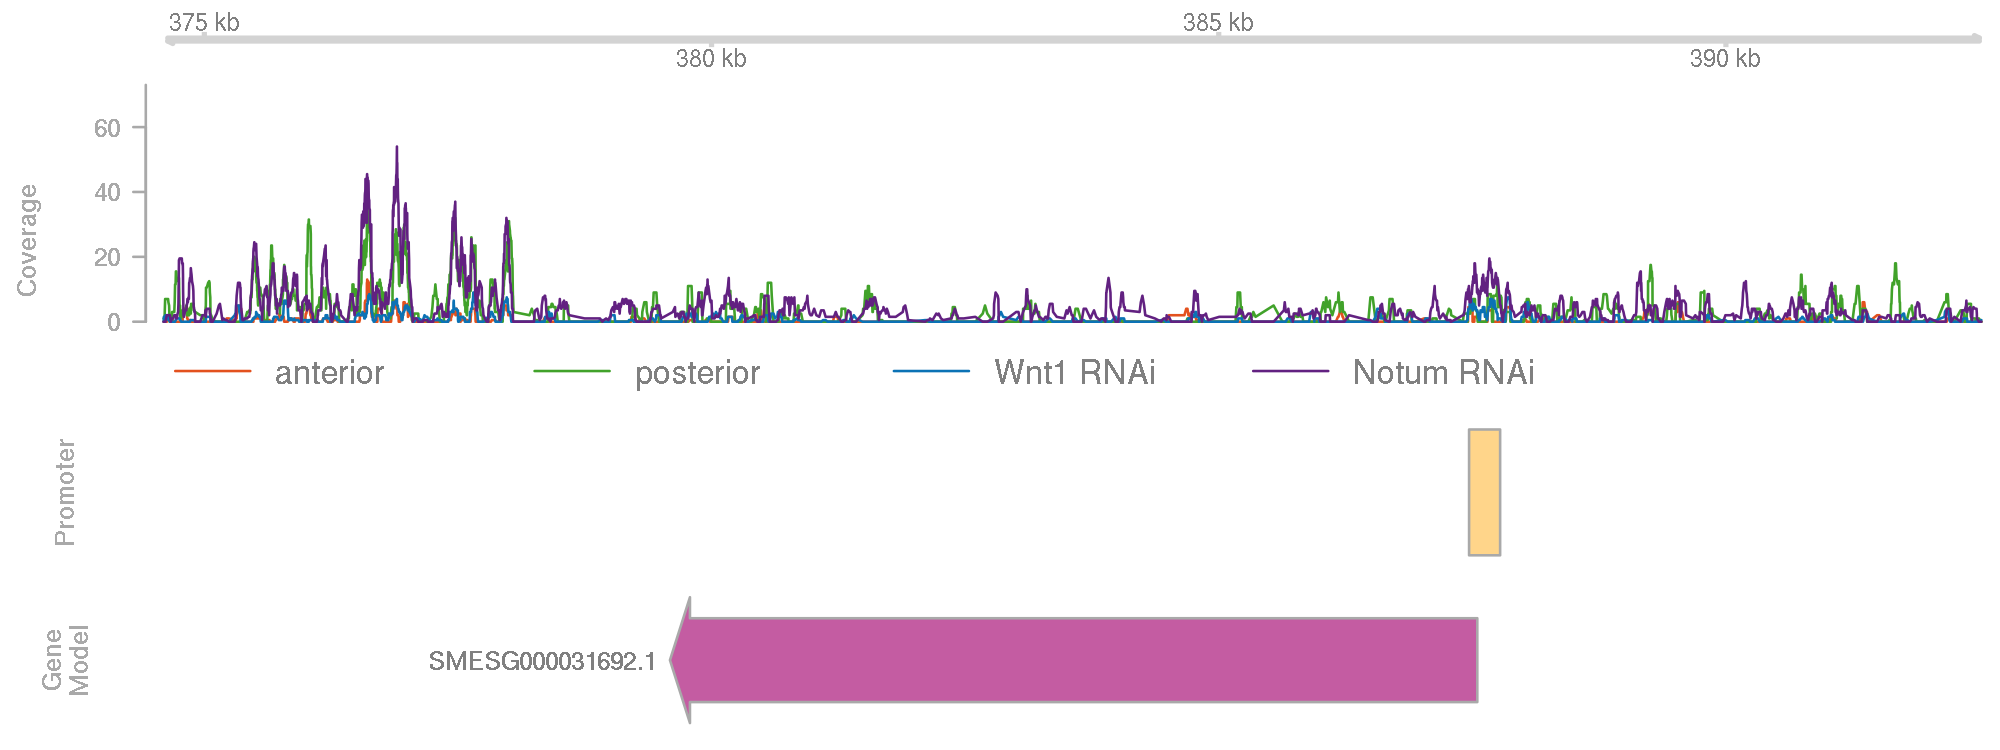 375 kb
385 kb
380 kb
390 kb
Coverage
60
40
20
0
anterior
posterior
Wnt1 RNAi
Notum RNAi
Promoter
Gene
Model
SMESG000031692.1